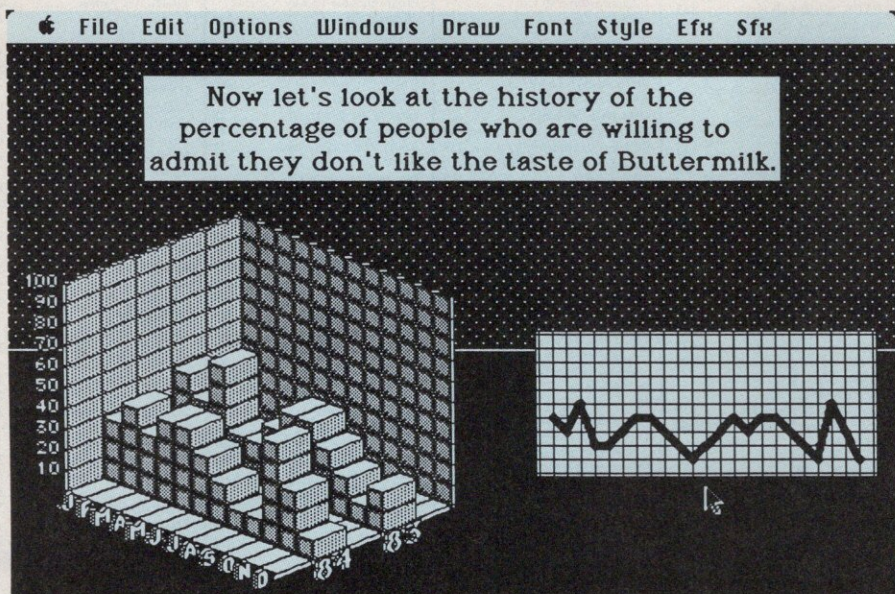 File Edit Options Windows Draw Font Style Efx Sfx
Now let's look at the history of the
percentage of people who are willing to
admit they don't like the taste of Buttermilk.
100
90
80
70
60
50
40
30
20
10
J F M A M J J A S O N D
84 85